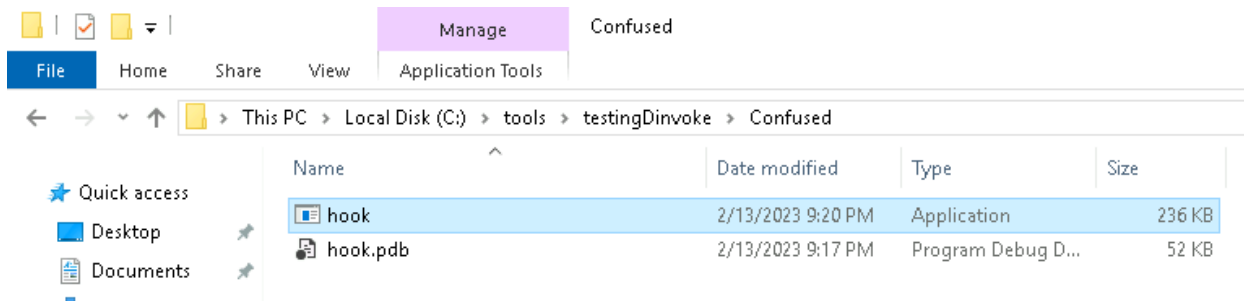 Manage Confused
File Home Share View Application Tools
This PC > Local Disk (C:) > tools > testingDinvoke > Confused
Name Date modified Type Size
Quick access
hook 2/13/2023 9:20 PM Application 236 KB
Desktop
hook.pdb 2/13/2023 9:17 PM Program Debug D... 52 KB
Documents